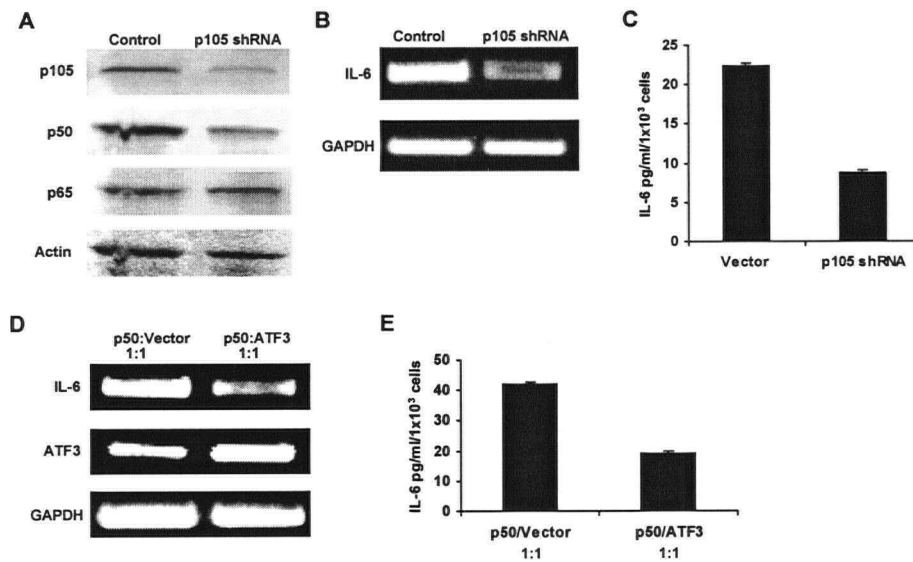 A
Control p105 shRNA
p105
p50
p65
Actin
B
Control p105 shRNA
IL-6
GAPDH
C
IL-6 pg/ml/1x10³ cells
25
20
15
10
5
0
Vector p105 shRNA
D
p50:Vector p50:ATF3
1:1 1:1
IL-6
ATF3
GAPDH
E
IL-6 pg/ml/1x10³ cells
50
40
30
20
10
0
p50/Vector p50/ATF3
1:1 1:1